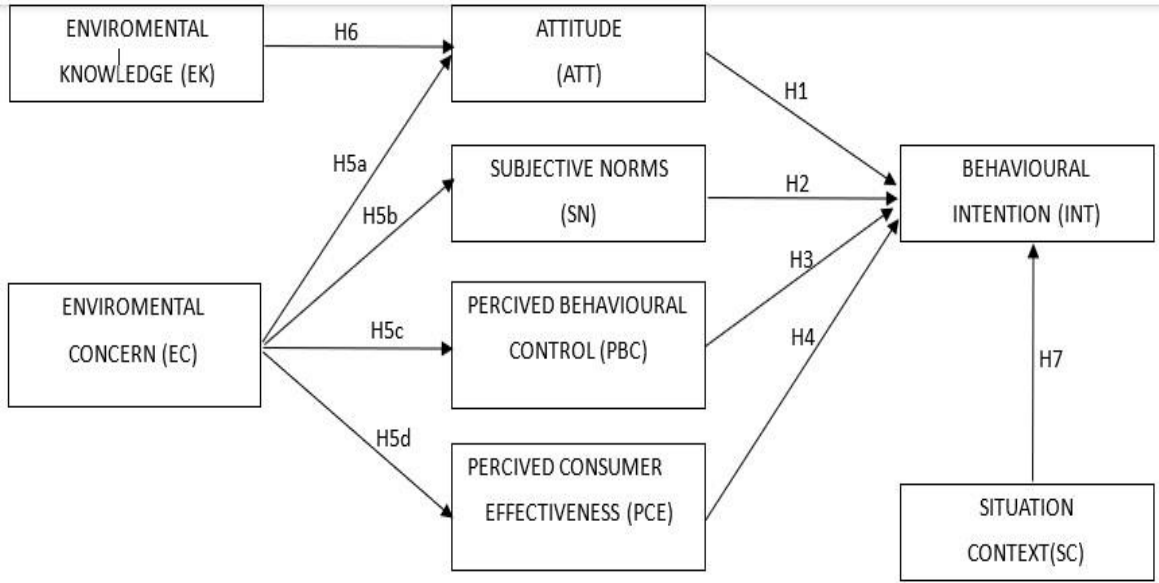 ENVIROMENTAL
KNOWLEDGE (EK)
H6
ATTITUDE
(ATT)
H1
H5a
SUBJECTIVE NORMS
(SN)
H2
BEHAVIOURAL
INTENTION (INT)
H5b
H3
ENVIROMENTAL
CONCERN (EC)
H5c
PERCIVED BEHAVIOURAL
CONTROL (PBC)
H4
H7
H5d
PERCIVED CONSUMER
EFFECTIVENESS (PCE)
SITUATION
CONTEXT(SC)